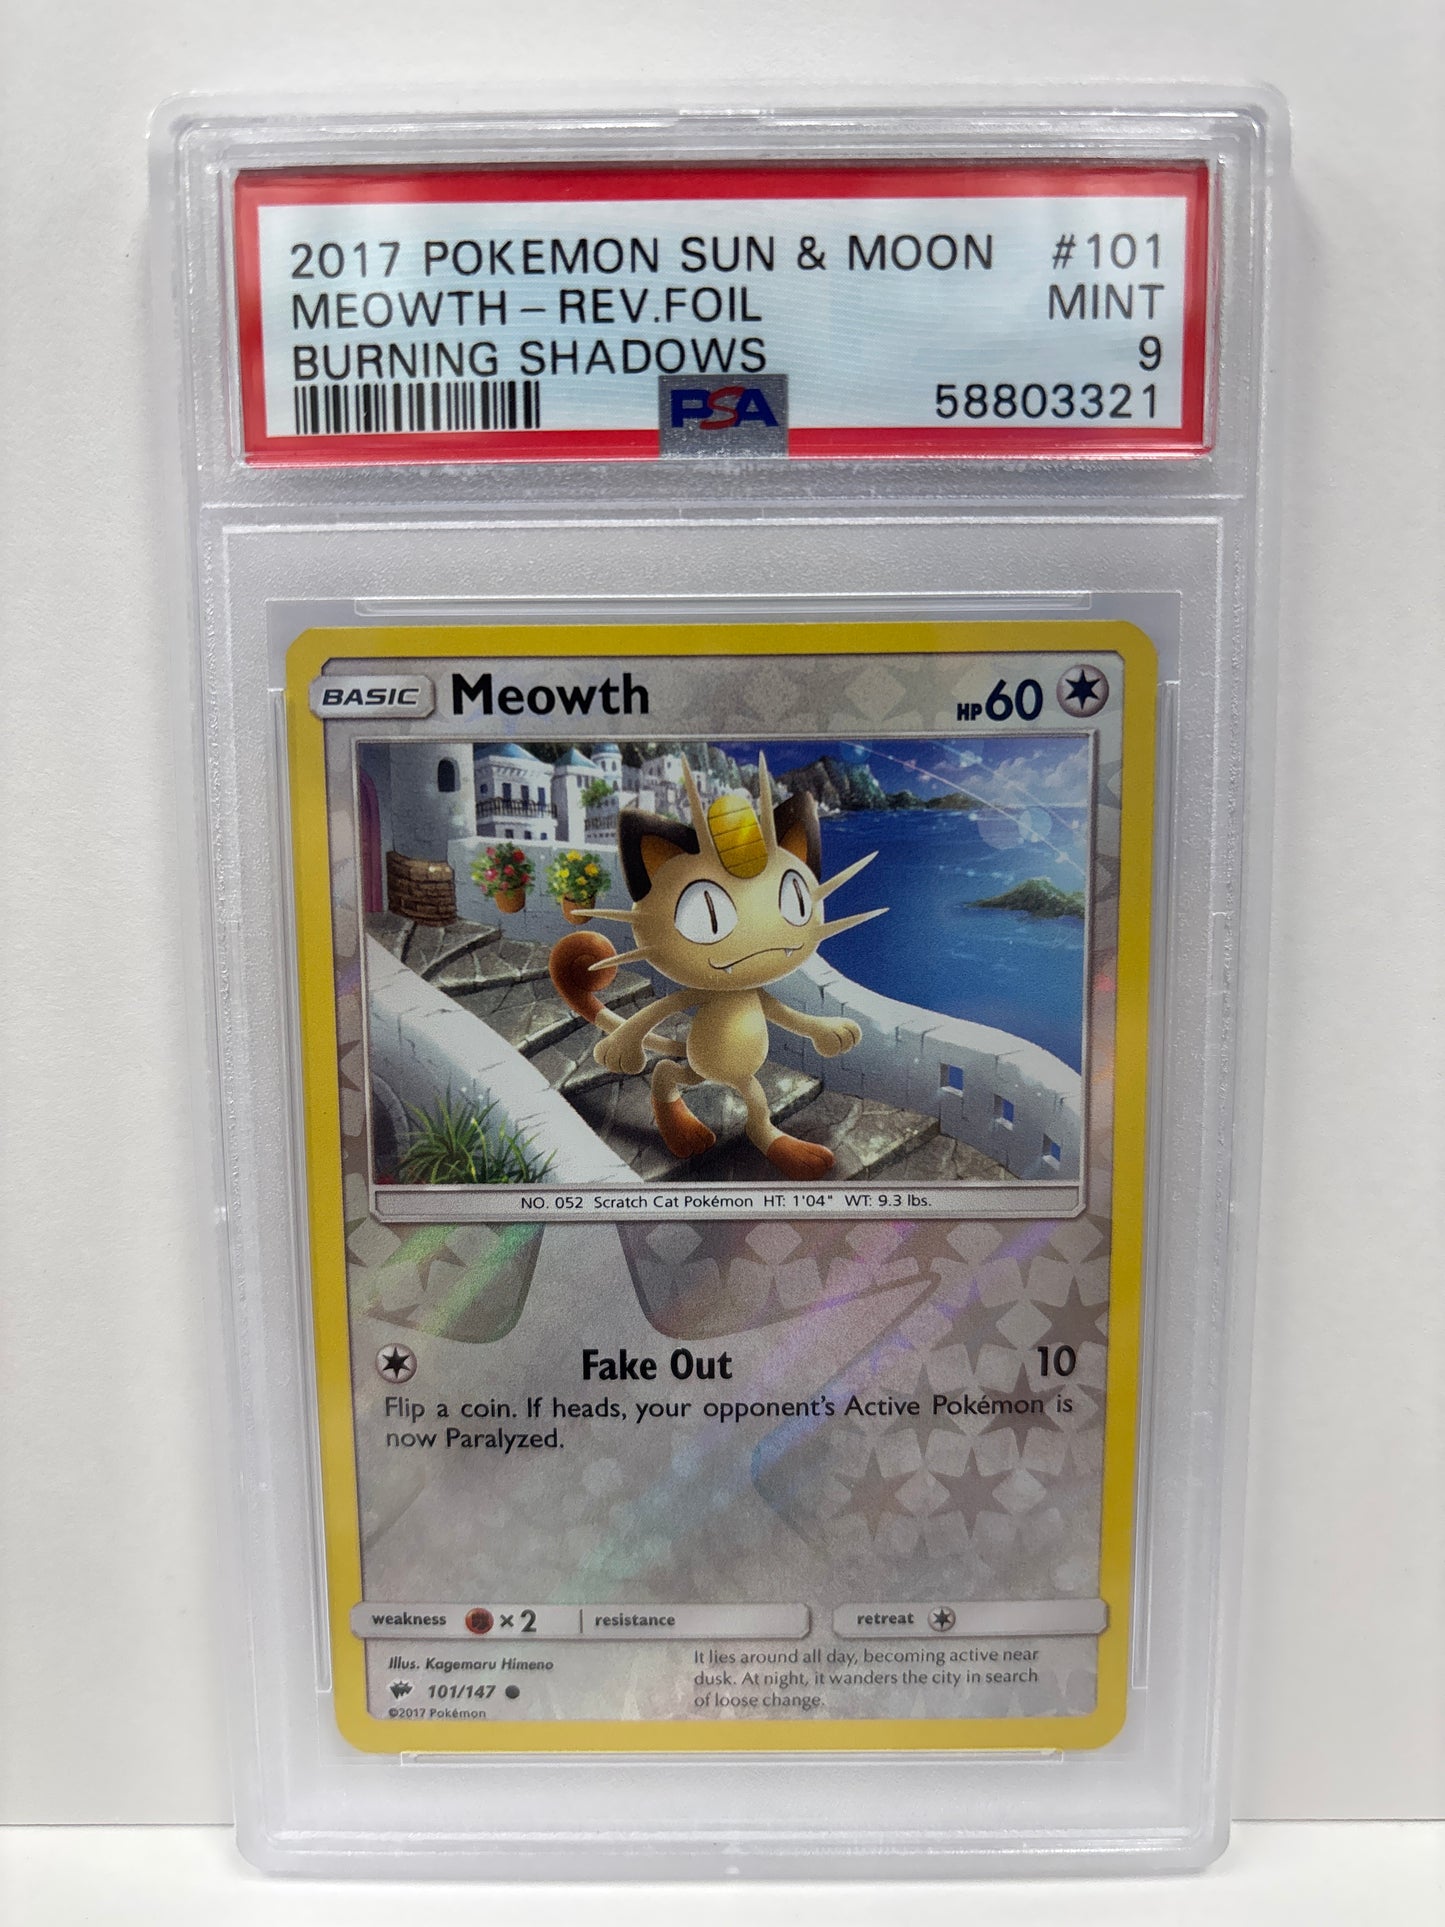 2017 POKEMON SUN & MOON #101
MEOWTH – REV.FOIL MINT
BURNING SHADOWS 9
PSA 58803321
BASIC Meowth HP 60
NO. 052 Scratch Cat Pokémon HT: 1'04" WT: 9.3 lbs.
Fake Out 10
Flip a coin. If heads, your opponent's Active Pokémon is
now Paralyzed.
weakness ×2 resistance retreat
Illus. Kagemaru Himeno
101/147
©2017 Pokémon
It lies around all day, becoming active near
dusk. At night, it wanders the city in search
of loose change.